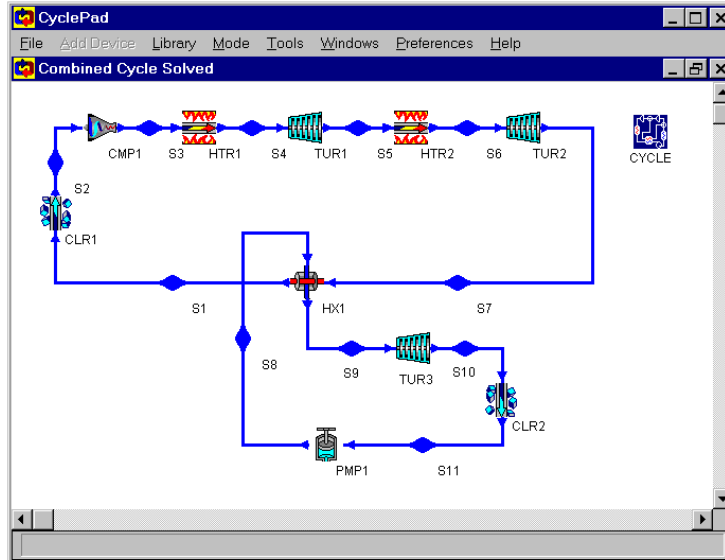 CyclePad
File Add Device Library Mode Tools Windows Preferences Help
Combined Cycle Solved
CMP1 S3 HTR1 S4 TUR1 S5 HTR2 S6 TUR2 CYCLE
S2
CLR1
S1 HX1 S7
S8 S9 TUR3 S10
CLR2
PMP1 S11